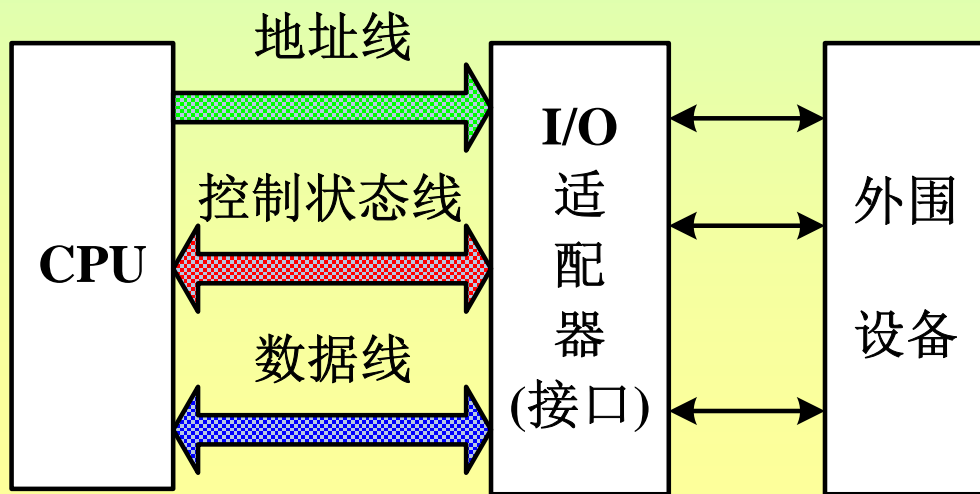 地址线
控制状态线
CPU
数据线
I/O
适
配
器
(接口)
外围
设备